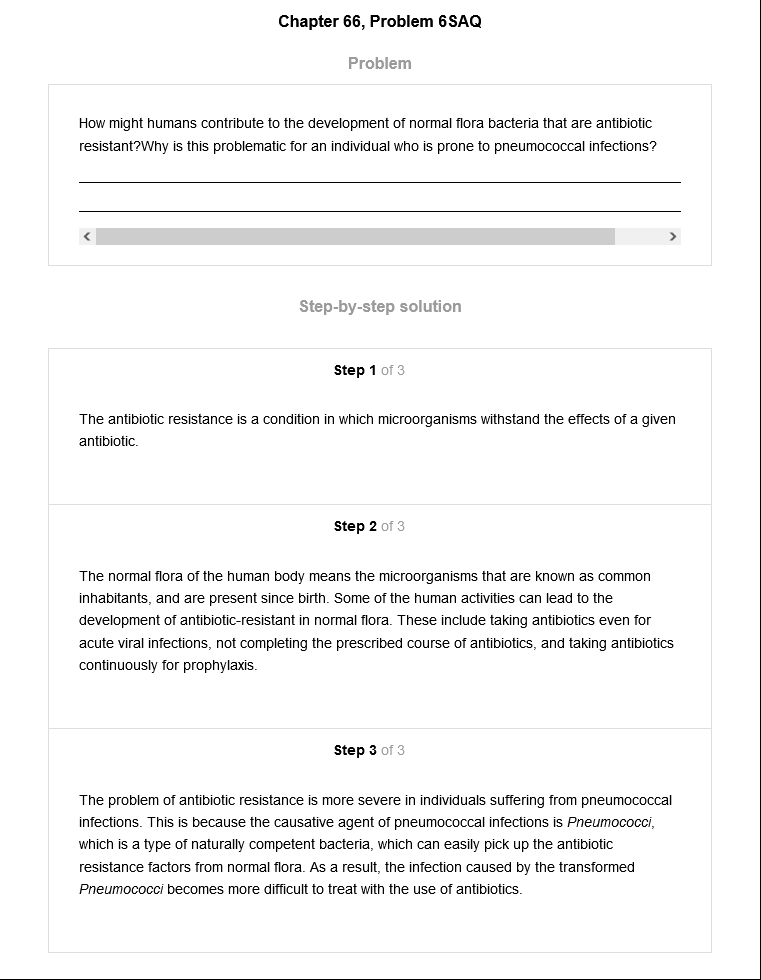 Chapter 66, Problem 6SAQ
Problem
How might humans contribute to the development of normal flora bacteria that are antibiotic
resistant?Why is this problematic for an individual who is prone to pneumococcal infections?
Step-by-step solution
Step 1 of 3
The antibiotic resistance is a condition in which microorganisms withstand the effects of a given
antibiotic.
Step 2 of 3
The normal flora of the human body means the microorganisms that are known as common
inhabitants, and are present since birth. Some of the human activities can lead to the
development of antibiotic-resistant in normal flora. These include taking antibiotics even for
acute viral infections, not completing the prescribed course of antibiotics, and taking antibiotics
continuously for prophylaxis.
Step 3 of 3
The problem of antibiotic resistance is more severe in individuals suffering from pneumococcal
infections. This is because the causative agent of pneumococcal infections is Pneumococci,
which is a type of naturally competent bacteria, which can easily pick up the antibiotic
resistance factors from normal flora. As a result, the infection caused by the transformed
Pneumococci becomes more difficult to treat with the use of antibiotics.